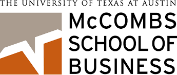 THE UNIVERSITY OF TEXAS AT AUSTIN
McCOMBS
SCHOOL OF
BUSINESS